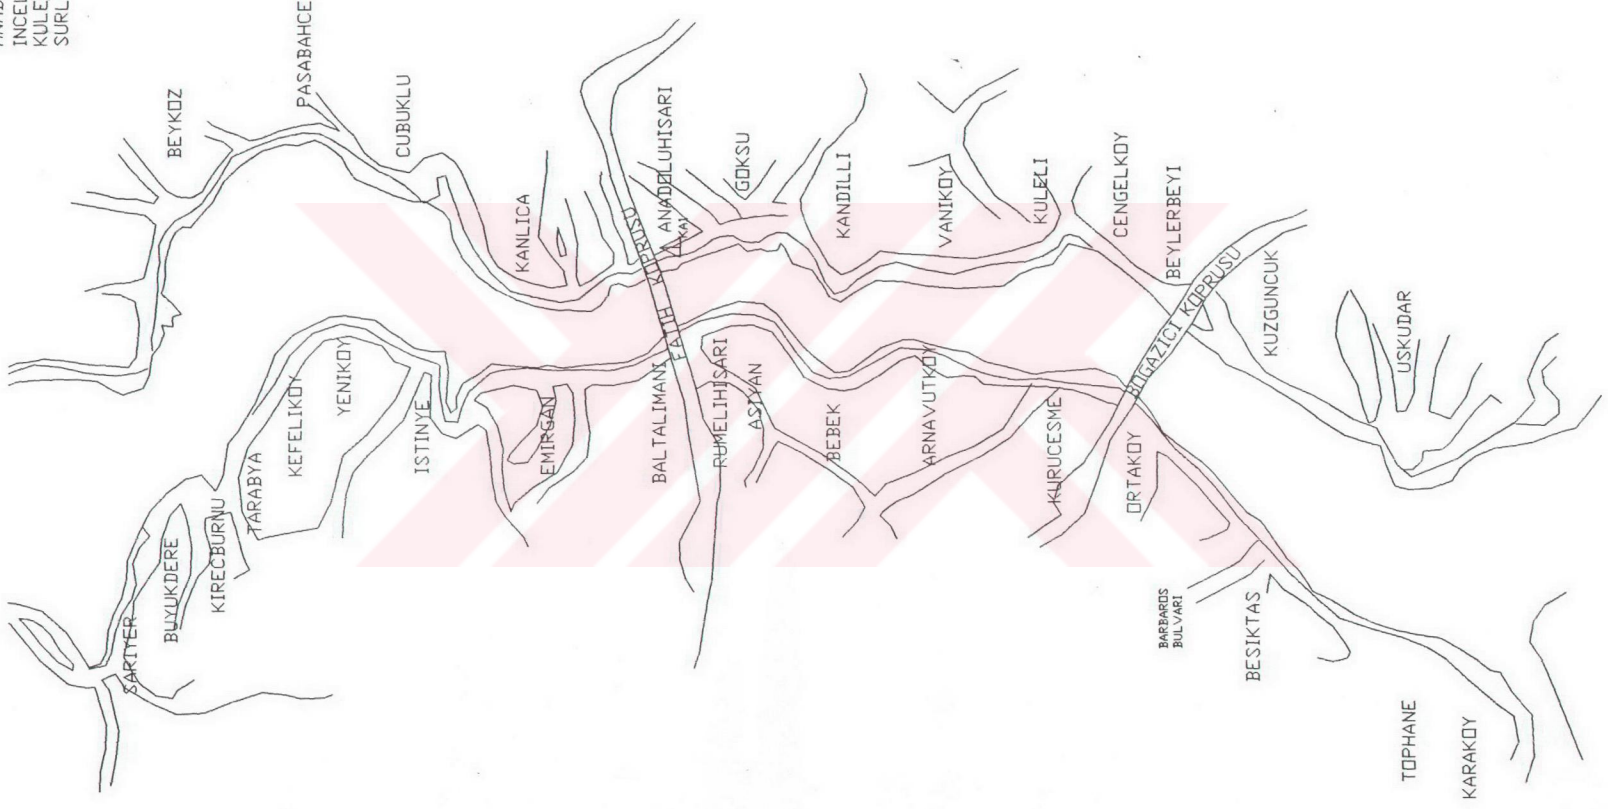 INCEL
KULE
SURL
PASABAHCE
BEYKOZ
CUBUKLU
KANLICA
ANADOLUHISARI
GOKSU
KANDILLI
VANIKOY
KULELI
CENGELKOY
BEYLERBEYI
KUZGUNCUK
USKUDAR
FATIH KOPRUSU
BOGAZICI KOPRUSU
SARIYER
BUYUKDERE
KIRECBURNU
TARABYA
KEFELIKOY
YENIKOY
ISTINYE
EMIRGAN
BALTALIMANI
RUMELIHISARI
ASIYAN
BEBEK
ARNAVUTKOY
KURUCESME
ORTAKOY
BARBAROS
BULVARI
BESIKTAS
TOPHANE
KARAKOY